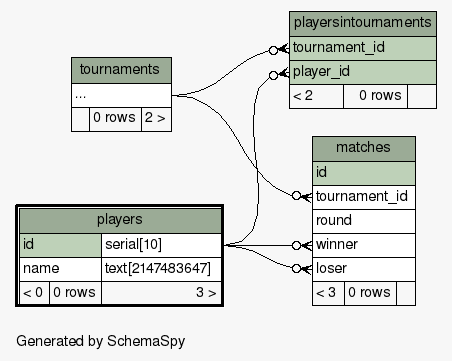 playersintournaments
tournament_id
player_id
< 2 0 rows
tournaments
...
0 rows 2 >
matches
id
tournament_id
round
winner
loser
< 3 0 rows
players
id serial[10]
name text[2147483647]
< 0 0 rows 3 >
Generated by SchemaSpy